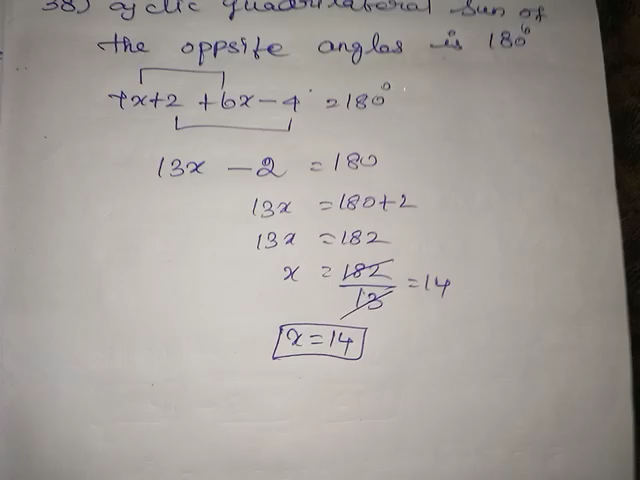 38) cyclic quadrilateral sum of
the oppsite angles is 180°
7x+2 +6x-4 = 180°
13x - 2 = 180
13x = 180+2
13x = 182
x = 182/13 = 14
x = 14